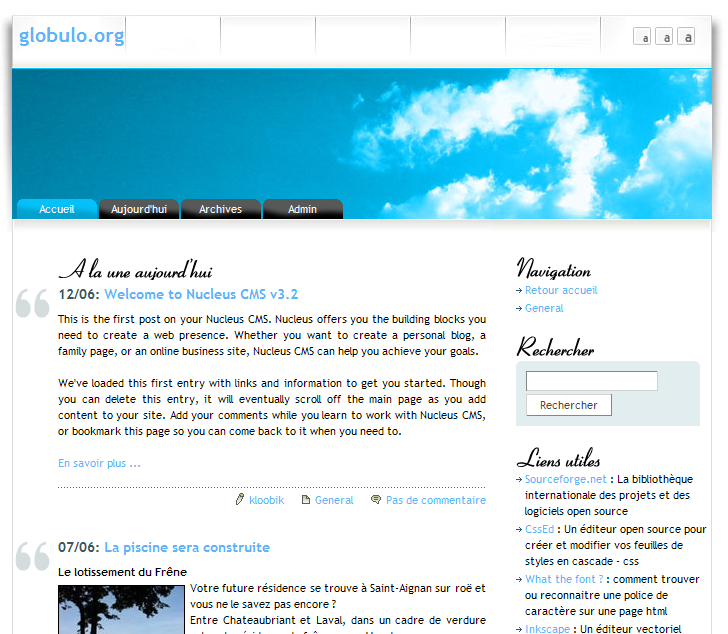 globulo.org
a a a
Accueil Aujourd'hui Archives Admin
A la une aujourd'hui
12/06: Welcome to Nucleus CMS v3.2
This is the first post on your Nucleus CMS. Nucleus offers you the building blocks you
need to create a web presence. Whether you want to create a personal blog, a
family page, or an online business site, Nucleus CMS can help you achieve your goals.
We've loaded this first entry with links and information to get you started. Though
you can delete this entry, it will eventually scroll off the main page as you add
content to your site. Add your comments while you learn to work with Nucleus CMS,
or bookmark this page so you can come back to it when you need to.
En savoir plus ...
kloobik General Pas de commentaire
07/06: La piscine sera construite
Le lotissement du Frêne
Votre future résidence se trouve à Saint-Aignan sur roë et
vous ne le savez pas encore ?
Entre Chateaubriant et Laval, dans un cadre de verdure
Navigation
Retour accueil
General
Rechercher
Rechercher
Liens utiles
Sourceforge.net : La bibliothèque
internationale des projets et des
logiciels open source
CssEd : Un éditeur open source pour
créer et modifier vos feuilles de
styles en cascade - css
What the font ? : comment trouver
ou reconnaitre une police de
caractère sur une page html
Inkscape : Un éditeur vectoriel